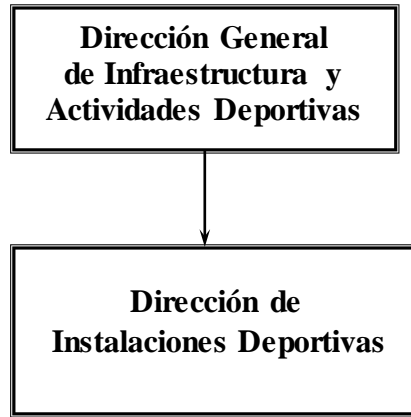 Dirección General
de Infraestructura y
Actividades Deportivas
Dirección de
Instalaciones Deportivas